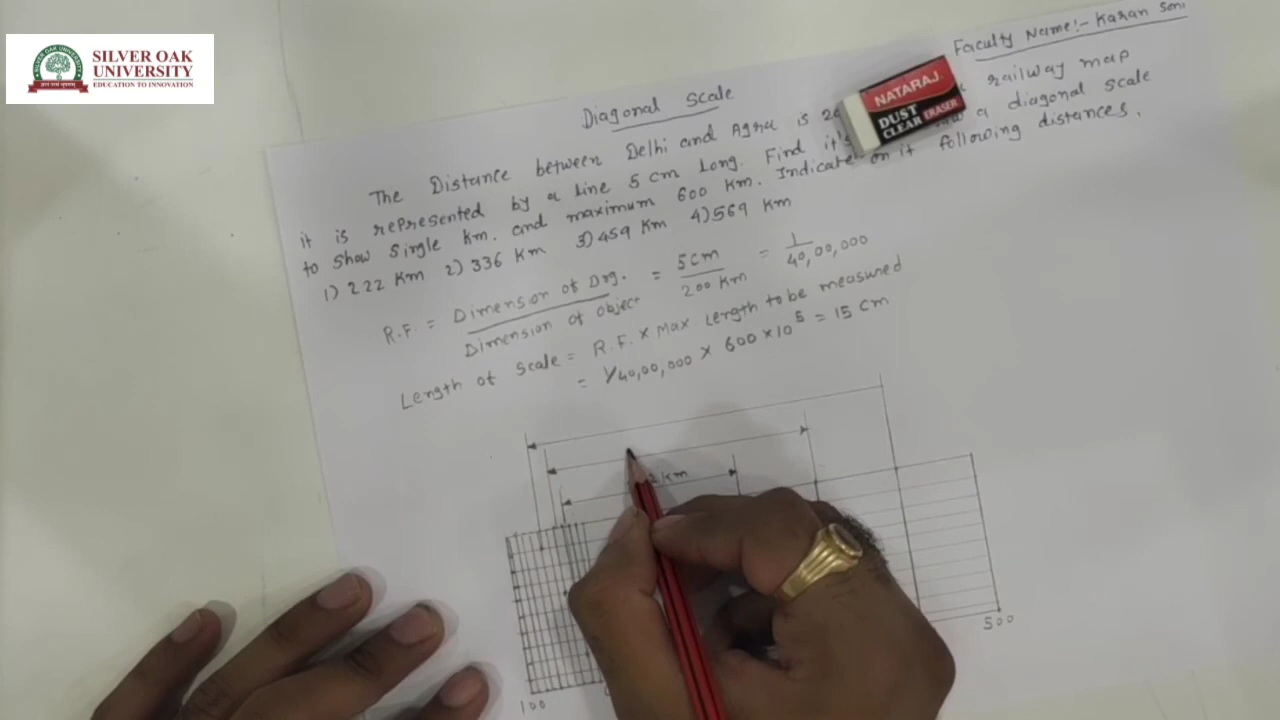 SILVER OAK
UNIVERSITY
EDUCATION TO INNOVATION
Faculty Name:- Karan Soni
Diagonal Scale
The Distance between Delhi and Agra is railway map
it is represented by a line 5 cm long. Find it's a diagonal scale
to show single km. and maximum 600 km. Indicate on it following distances.
1) 222 km 2) 336 km 3) 459 km 4) 569 km
R.F. = Dimension of Drg. / Dimension of object = 5cm / 200 km = 1 / 40,00,000
Length of Scale = R.F. × Max. Length to be measured
= 1/40,00,000 × 600 × 10^5 = 15 cm
NATARAJ
DUST
CLEAR ERASER
2 km
100
500